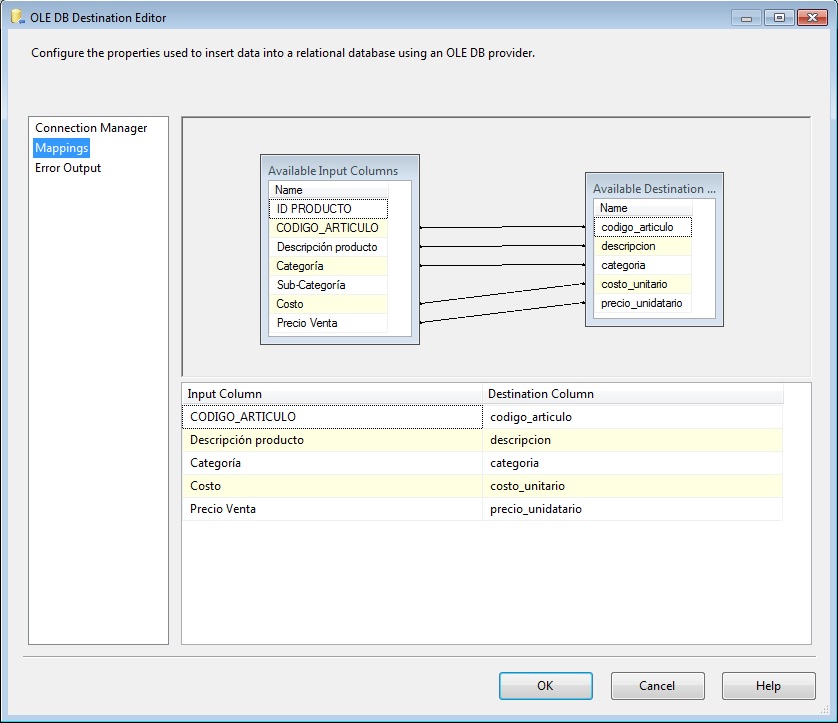 OLE DB Destination Editor
Configure the properties used to insert data into a relational database using an OLE DB provider.
Connection Manager
Mappings
Error Output
Available Input Columns
Name
ID PRODUCTO
CODIGO_ARTICULO
Descripción producto
Categoría
Sub-Categoría
Costo
Precio Venta
Available Destination ...
Name
codigo_articulo
descripcion
categoria
costo_unitario
precio_unidatario
Input Column Destination Column
CODIGO_ARTICULO codigo_articulo
Descripción producto descripcion
Categoría categoria
Costo costo_unitario
Precio Venta precio_unidatario
OK Cancel Help